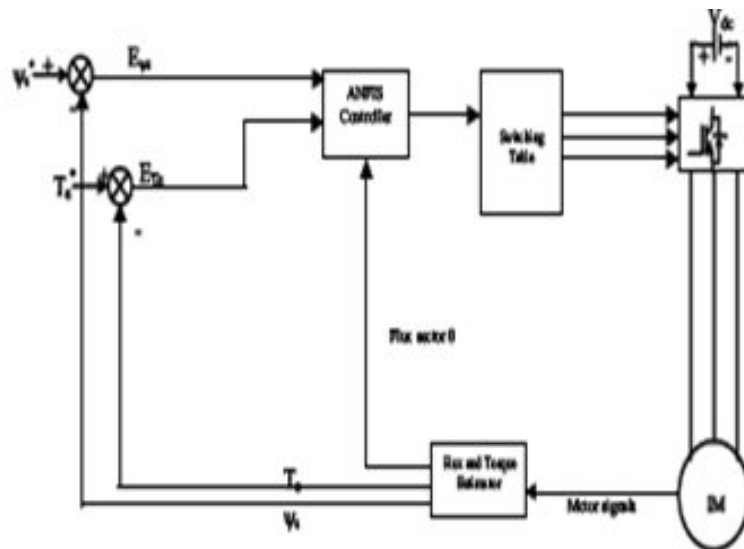 V dc
+ -
ψs* +
Eψs
-
ANFIS
Controller
Switching
Table
Te* +
ETe
-
Flux sector θ
Flux and Torque
Estimator
Te
ψs
Motor signals
IM